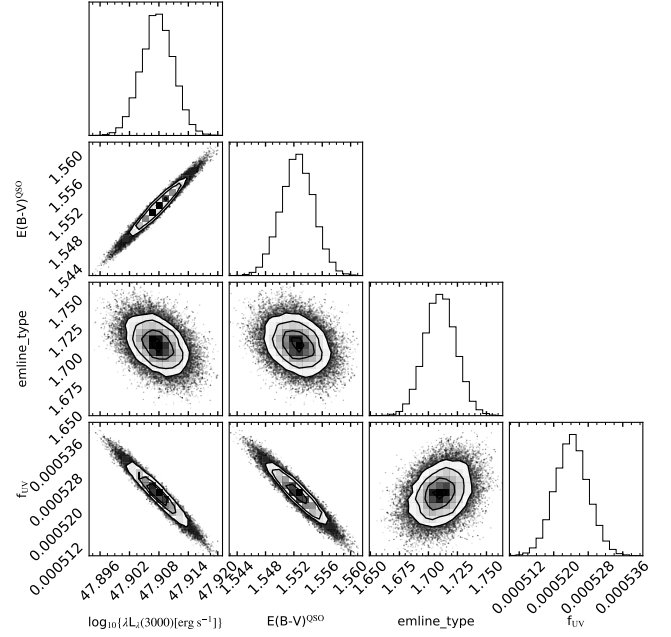 1.560
1.556
1.552
1.548
1.544
E(B-V)^QSO
1.750
1.725
1.700
1.675
1.650
emline_type
0.000536
0.000528
0.000520
0.000512
f_UV
47.896 47.902 47.908 47.914 47.920
1.544 1.548 1.552 1.556 1.560
1.650 1.675 1.700 1.725 1.750
0.000512 0.000520 0.000528 0.000536
log₁₀{λL_λ(3000)[erg s⁻¹]} E(B-V)^QSO emline_type f_UV